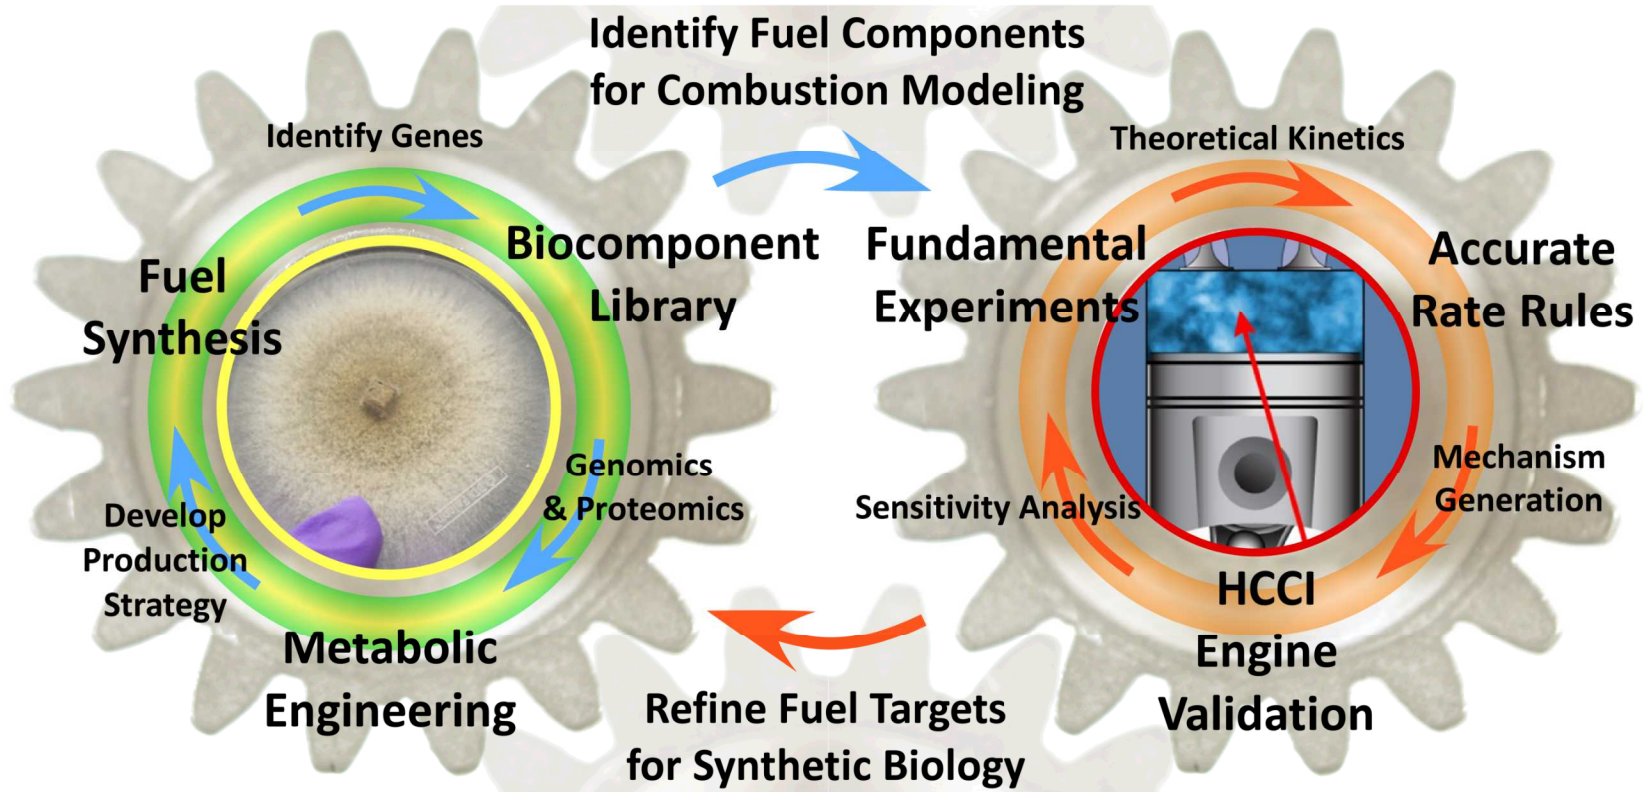 Identify Fuel Components
for Combustion Modeling
Identify Genes
Biocomponent
Library
Genomics
& Proteomics
Metabolic
Engineering
Develop
Production
Strategy
Fuel
Synthesis
Theoretical Kinetics
Fundamental
Experiments
Accurate
Rate Rules
Mechanism
Generation
HCCI
Engine
Validation
Sensitivity Analysis
Refine Fuel Targets
for Synthetic Biology